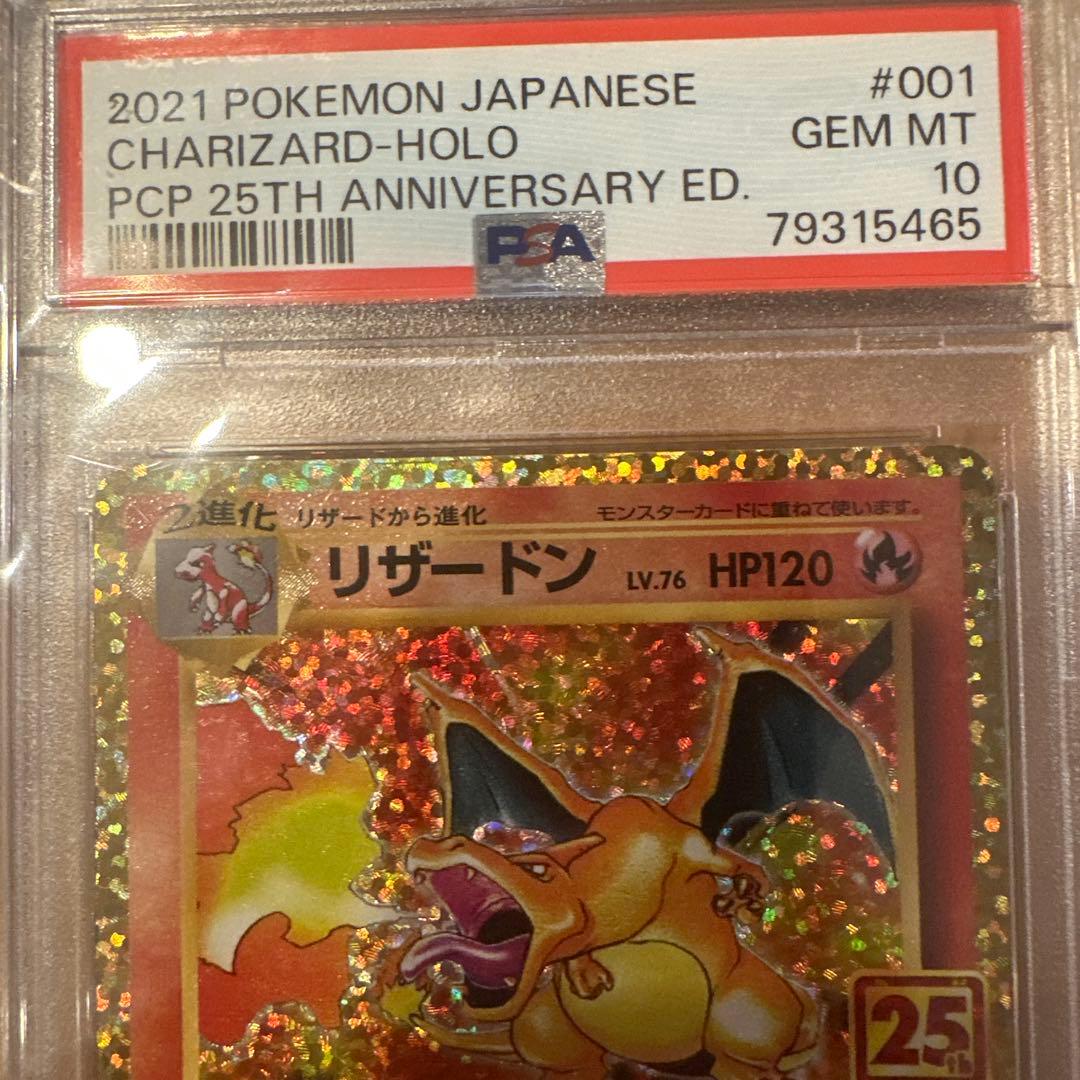 2021 POKEMON JAPANESE #001
CHARIZARD-HOLO GEM MT
PCP 25TH ANNIVERSARY ED. 10
79315465
PSA
2進化 リザードから進化 モンスターカードに重ねて使います。
リザードン LV.76 HP120
25th